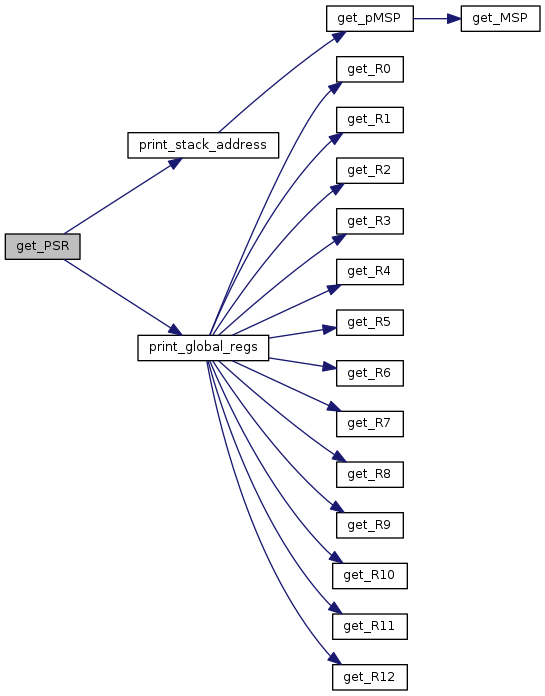 get_pMSP
get_MSP
get_R0
get_R1
print_stack_address
get_R2
get_R3
get_PSR
get_R4
get_R5
print_global_regs
get_R6
get_R7
get_R8
get_R9
get_R10
get_R11
get_R12